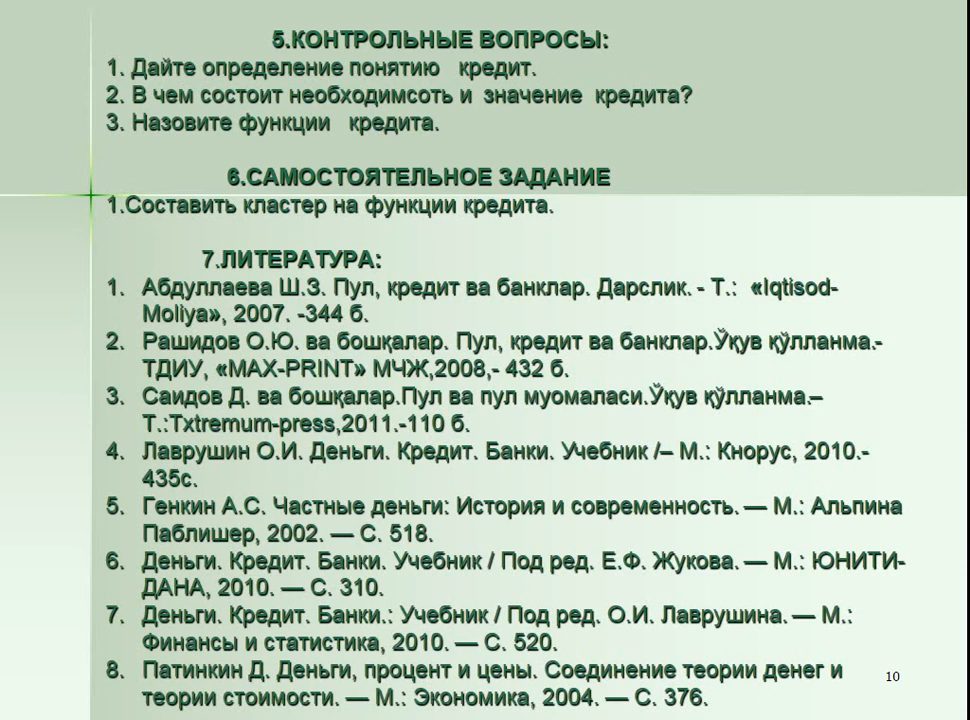 5.КОНТРОЛЬНЫЕ ВОПРОСЫ:
1. Дайте определение понятию кредит.
2. В чем состоит необходимсоть и значение кредита?
3. Назовите функции кредита.
6.САМОСТОЯТЕЛЬНОЕ ЗАДАНИЕ
1.Составить кластер на функции кредита.
7.ЛИТЕРАТУРА:
1. Абдуллаева Ш.З. Пул, кредит ва банклар. Дарслик. - Т.: «Iqtisod-
Moliya», 2007. -344 б.
2. Рашидов О.Ю. ва бошқалар. Пул, кредит ва банклар.Ўқув қўлланма.-
ТДИУ, «MAX-PRINT» МЧЖ,2008,- 432 б.
3. Саидов Д. ва бошқалар.Пул ва пул муомаласи.Ўқув қўлланма.–
Т.:Txtremum-press,2011.-110 б.
4. Лаврушин О.И. Деньги. Кредит. Банки. Учебник /– М.: Кнорус, 2010.-
435с.
5. Генкин А.С. Частные деньги: История и современность. — М.: Альпина
Паблишер, 2002. — С. 518.
6. Деньги. Кредит. Банки. Учебник / Под ред. Е.Ф. Жукова. — М.: ЮНИТИ-
ДАНА, 2010. — С. 310.
7. Деньги. Кредит. Банки.: Учебник / Под ред. О.И. Лаврушина. — М.:
Финансы и статистика, 2010. — С. 520.
8. Патинкин Д. Деньги, процент и цены. Соединение теории денег и
теории стоимости. — М.: Экономика, 2004. — С. 376.
10